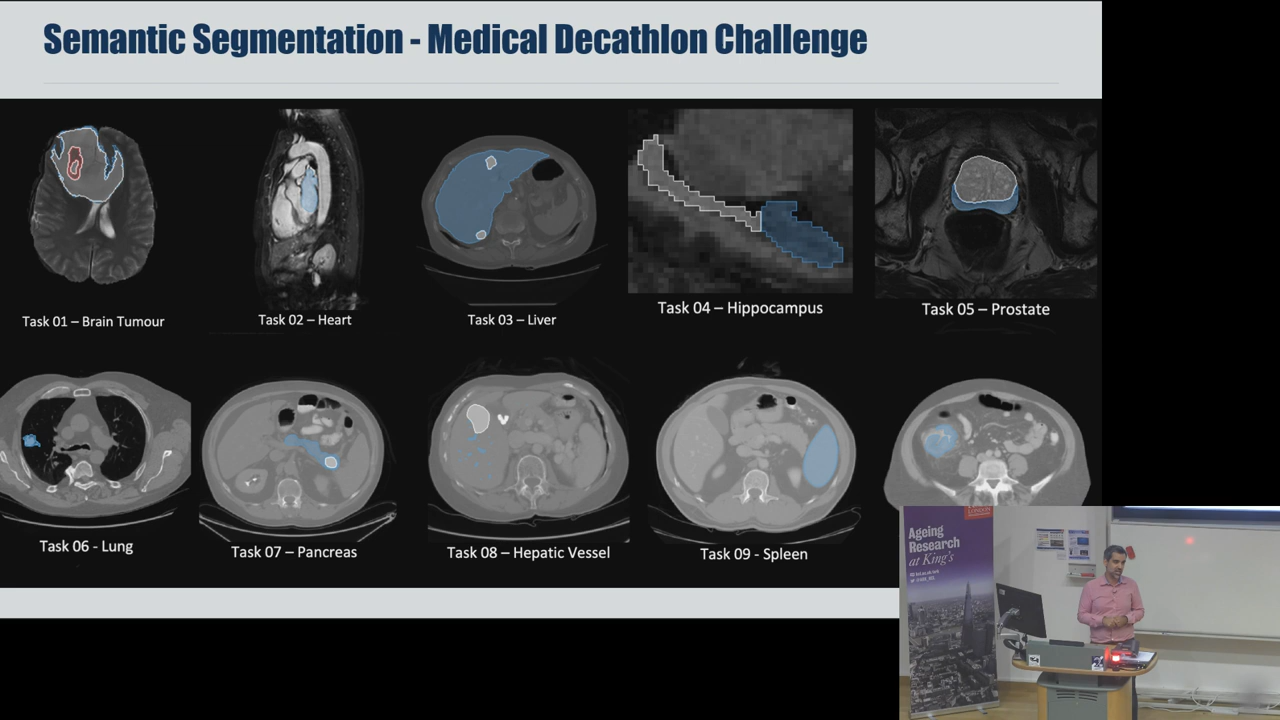 Semantic Segmentation - Medical Decathlon Challenge
Task 01 – Brain Tumour
Task 02 – Heart
Task 03 – Liver
Task 04 – Hippocampus
Task 05 – Prostate
Task 06 - Lung
Task 07 – Pancreas
Task 08 – Hepatic Vessel
Task 09 - Spleen
LONDON
Ageing
Research
at King's